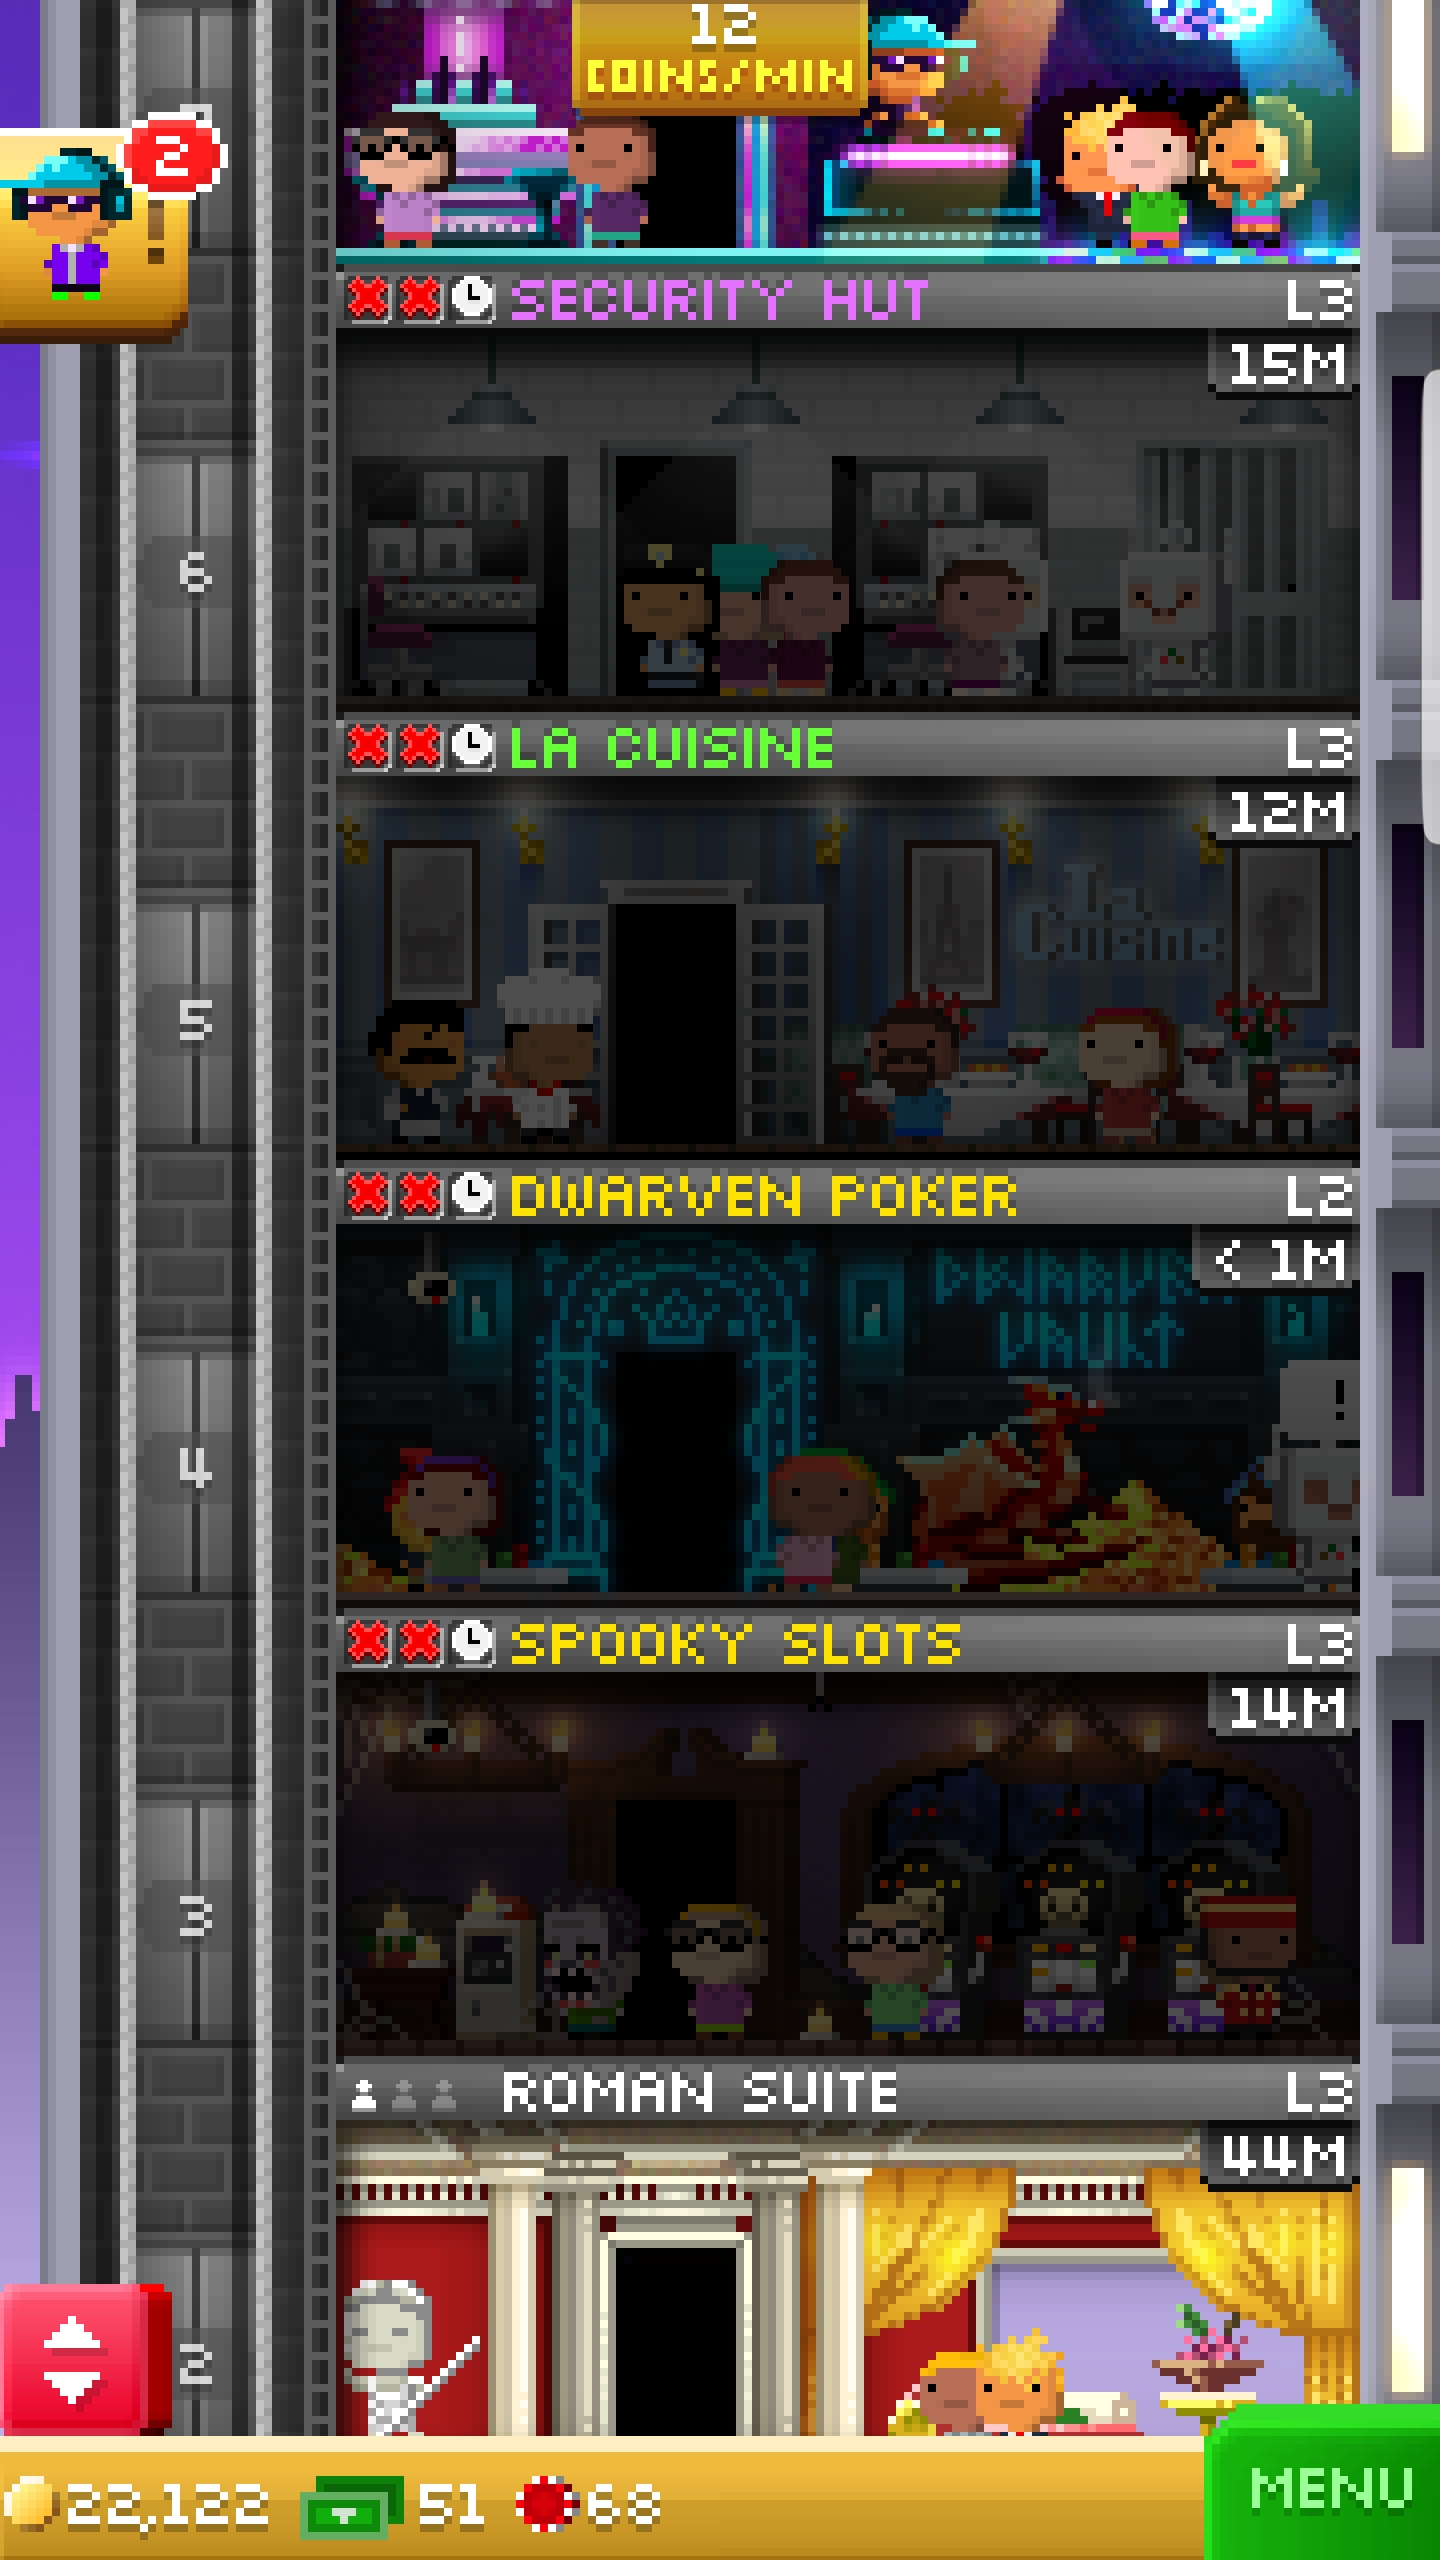 12
COINS/MIN
2
SECURITY HUT L3
15M
6
LA CUISINE L3
12M
La
Cuisine
5
DWARVEN POKER L2
< 1M
DWARVEN
VAULT
!
4
SPOOKY SLOTS L3
14M
3
ROMAN SUITE L3
44M
2
22,122 51 68
MENU